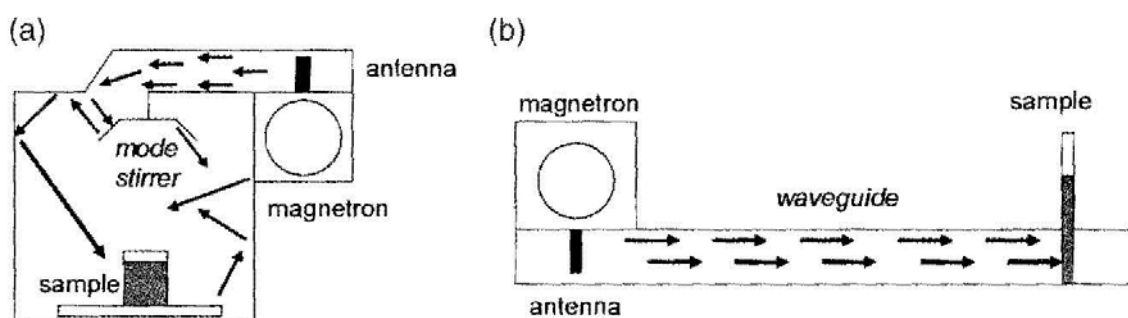 (a)
antenna
mode
stirrer
magnetron
sample
(b)
magnetron
sample
waveguide
antenna